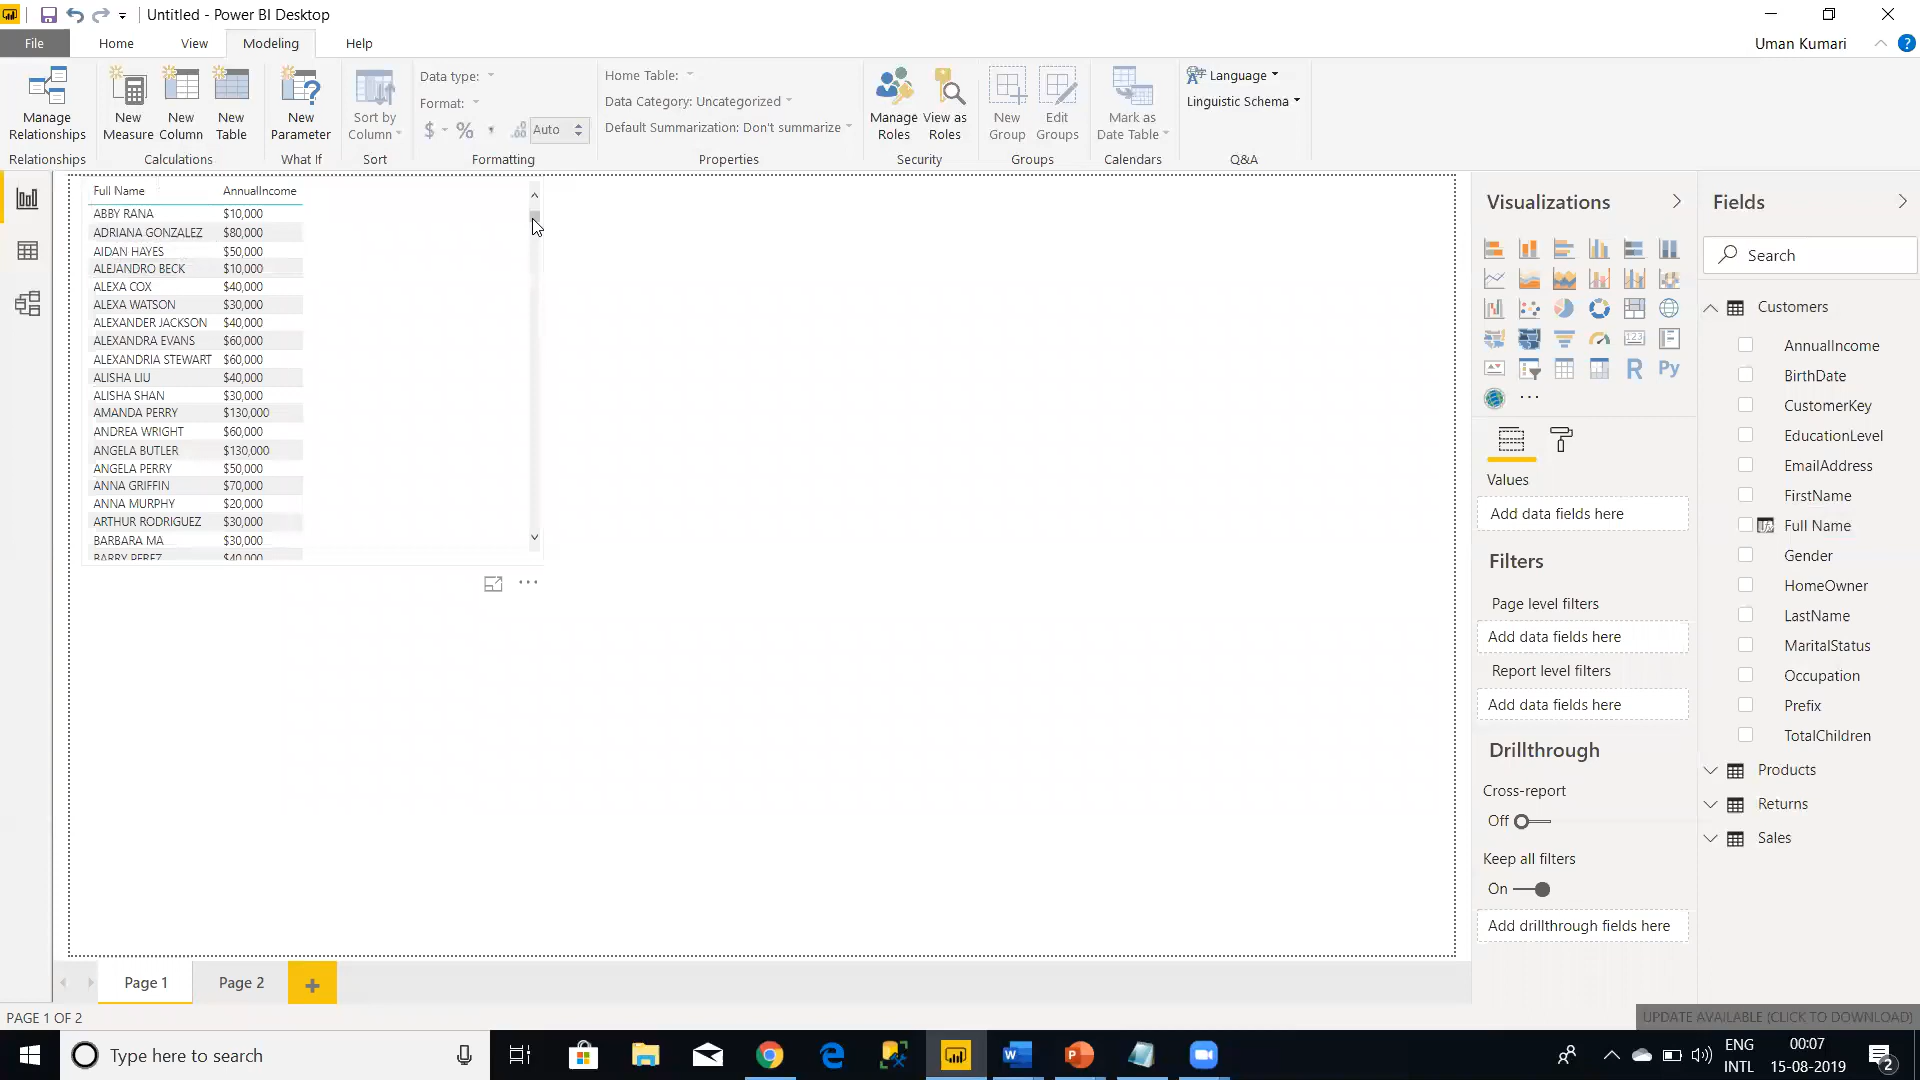 Untitled - Power BI Desktop
File Home View Modeling Help
Uman Kumari
Manage Relationships
New Measure
New Column
New Table
New Parameter
Sort by Column
Data type:
Format:
$ % , .00 Auto
Home Table:
Data Category: Uncategorized
Default Summarization: Don't summarize
Manage Roles
View as Roles
New Group
Edit Groups
Mark as Date Table
Language
Linguistic Schema
Relationships Calculations What If Sort Formatting Properties Security Groups Calendars Q&A
Full Name AnnualIncome
ABBY RANA $10,000
ADRIANA GONZALEZ $80,000
AIDAN HAYES $50,000
ALEJANDRO BECK $10,000
ALEXA COX $40,000
ALEXA WATSON $30,000
ALEXANDER JACKSON $40,000
ALEXANDRA EVANS $60,000
ALEXANDRIA STEWART $60,000
ALISHA LIU $40,000
ALISHA SHAN $30,000
AMANDA PERRY $130,000
ANDREA WRIGHT $60,000
ANGELA BUTLER $130,000
ANGELA PERRY $50,000
ANNA GRIFFIN $70,000
ANNA MURPHY $20,000
ARTHUR RODRIGUEZ $30,000
BARBARA MA $30,000
BARRY PEREZ $40,000
Visualizations
R Py
123
Values
Add data fields here
Filters
Page level filters
Add data fields here
Report level filters
Add data fields here
Drillthrough
Cross-report
Off
Keep all filters
On
Add drillthrough fields here
Fields
Search
Customers
AnnualIncome
BirthDate
CustomerKey
EducationLevel
EmailAddress
FirstName
Full Name
Gender
HomeOwner
LastName
MaritalStatus
Occupation
Prefix
TotalChildren
Products
Returns
Sales
Page 1 Page 2 +
PAGE 1 OF 2
UPDATE AVAILABLE (CLICK TO DOWNLOAD)
Type here to search
ENG
INTL
00:07
15-08-2019
2